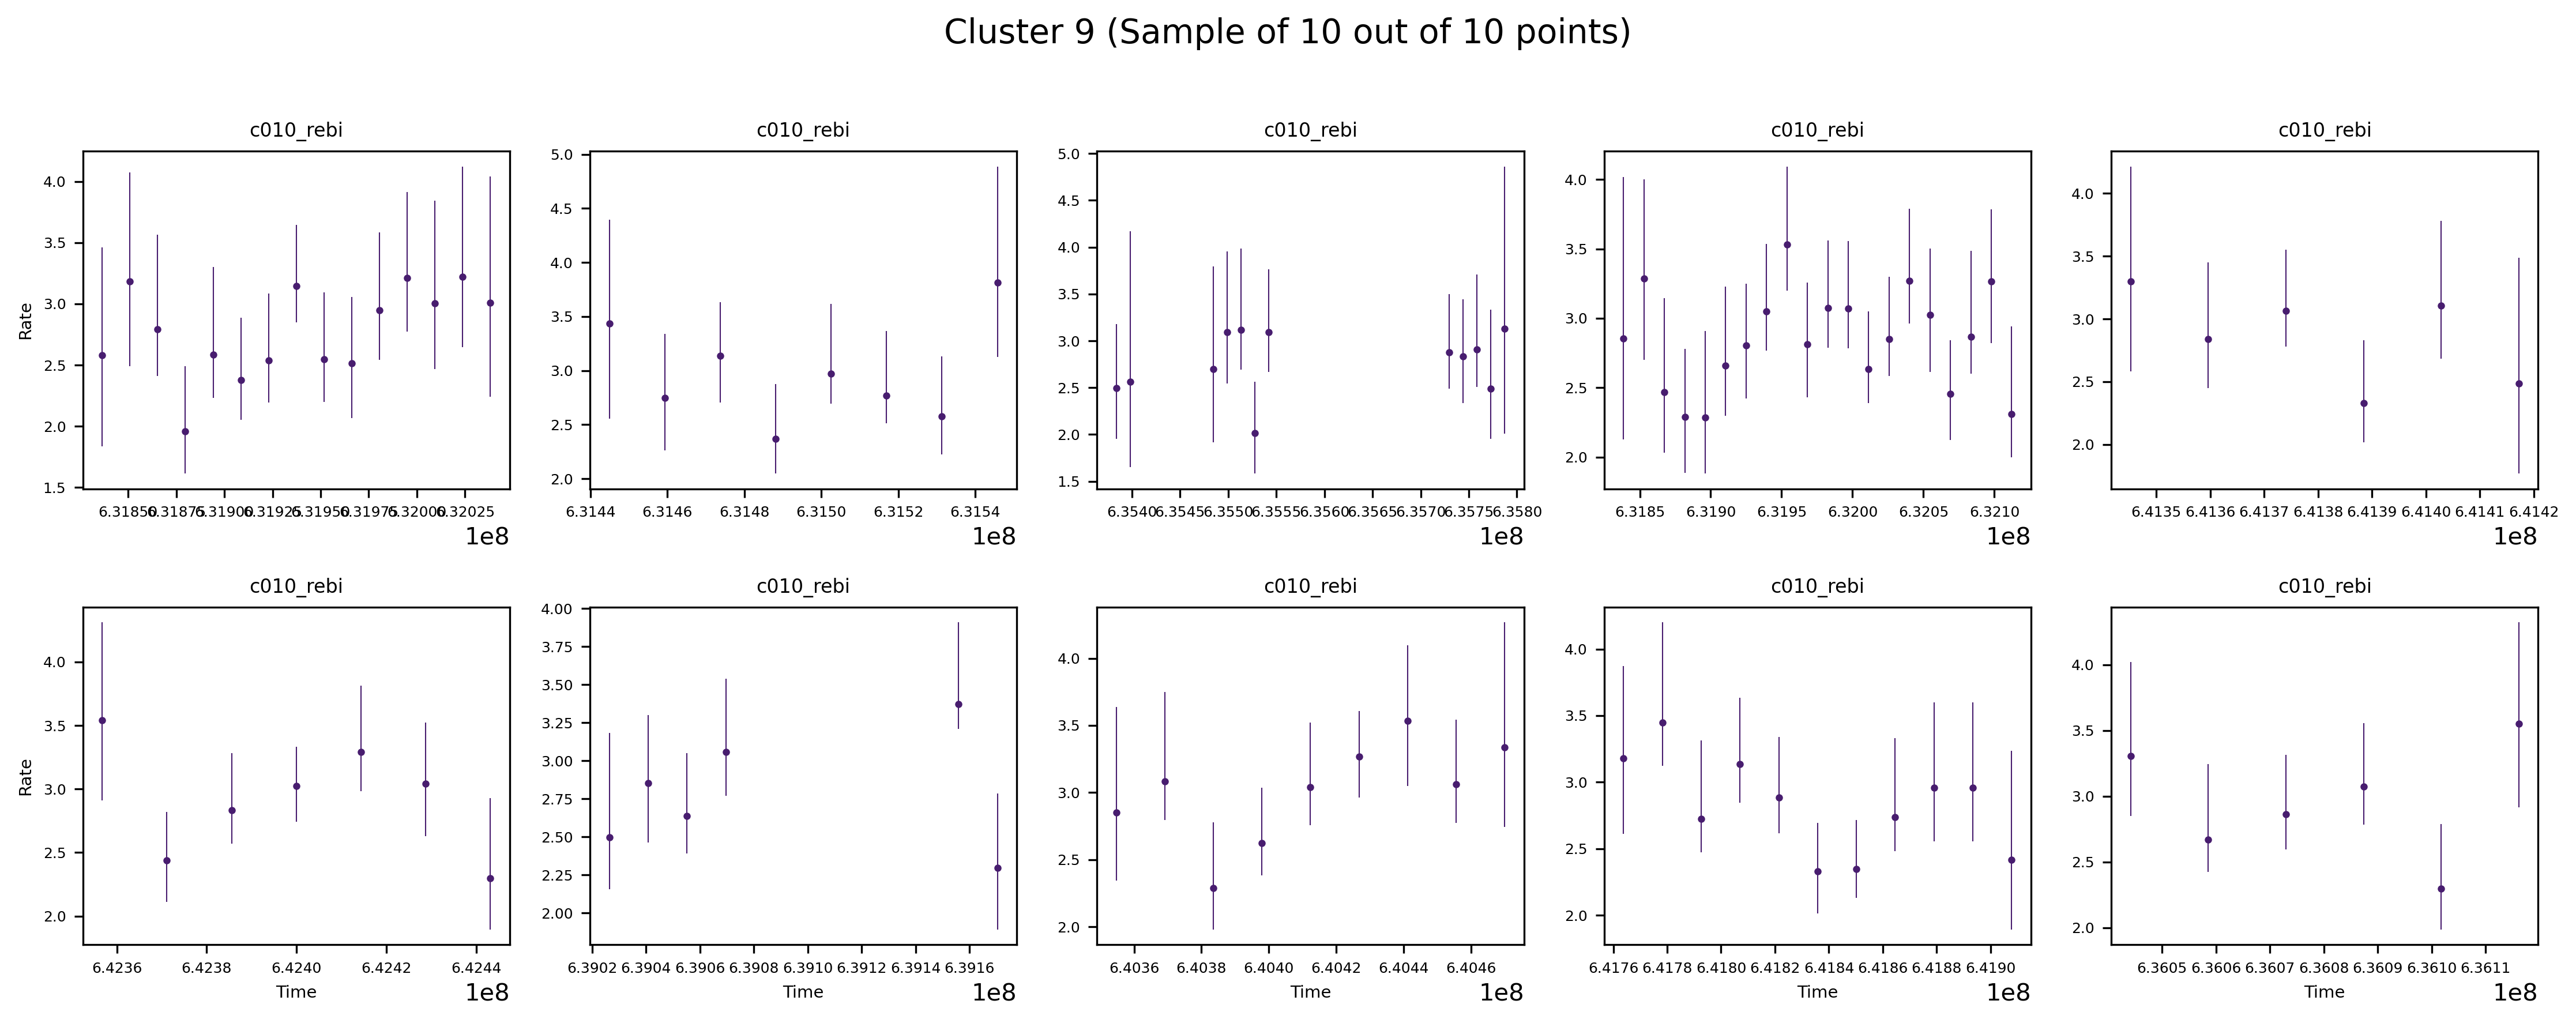 Cluster 9 (Sample of 10 out of 10 points)
c010_rebi c010_rebi c010_rebi c010_rebi c010_rebi
Rate
4.0 3.5 3.0 2.5 2.0 1.5
6.31850 6.31875 6.31900 6.31925 6.31950 6.31975 6.32000 6.32025
1e8
5.0 4.5 4.0 3.5 3.0 2.5 2.0
6.3144 6.3146 6.3148 6.3150 6.3152 6.3154
1e8
5.0 4.5 4.0 3.5 3.0 2.5 2.0 1.5
6.3540 6.3545 6.3550 6.3555 6.3560 6.3565 6.3570 6.3575 6.3580
1e8
4.0 3.5 3.0 2.5 2.0
6.3185 6.3190 6.3195 6.3200 6.3205 6.3210
1e8
4.0 3.5 3.0 2.5 2.0
6.4135 6.4136 6.4137 6.4138 6.4139 6.4140 6.4141 6.4142
1e8
c010_rebi c010_rebi c010_rebi c010_rebi c010_rebi
Rate
4.0 3.5 3.0 2.5 2.0
6.4236 6.4238 6.4240 6.4242 6.4244
Time 1e8
4.00 3.75 3.50 3.25 3.00 2.75 2.50 2.25 2.00
6.3902 6.3904 6.3906 6.3908 6.3910 6.3912 6.3914 6.3916
Time 1e8
4.0 3.5 3.0 2.5 2.0
6.4036 6.4038 6.4040 6.4042 6.4044 6.4046
Time 1e8
4.0 3.5 3.0 2.5 2.0
6.4176 6.4178 6.4180 6.4182 6.4184 6.4186 6.4188 6.4190
Time 1e8
4.0 3.5 3.0 2.5 2.0
6.3605 6.3606 6.3607 6.3608 6.3609 6.3610 6.3611
Time 1e8